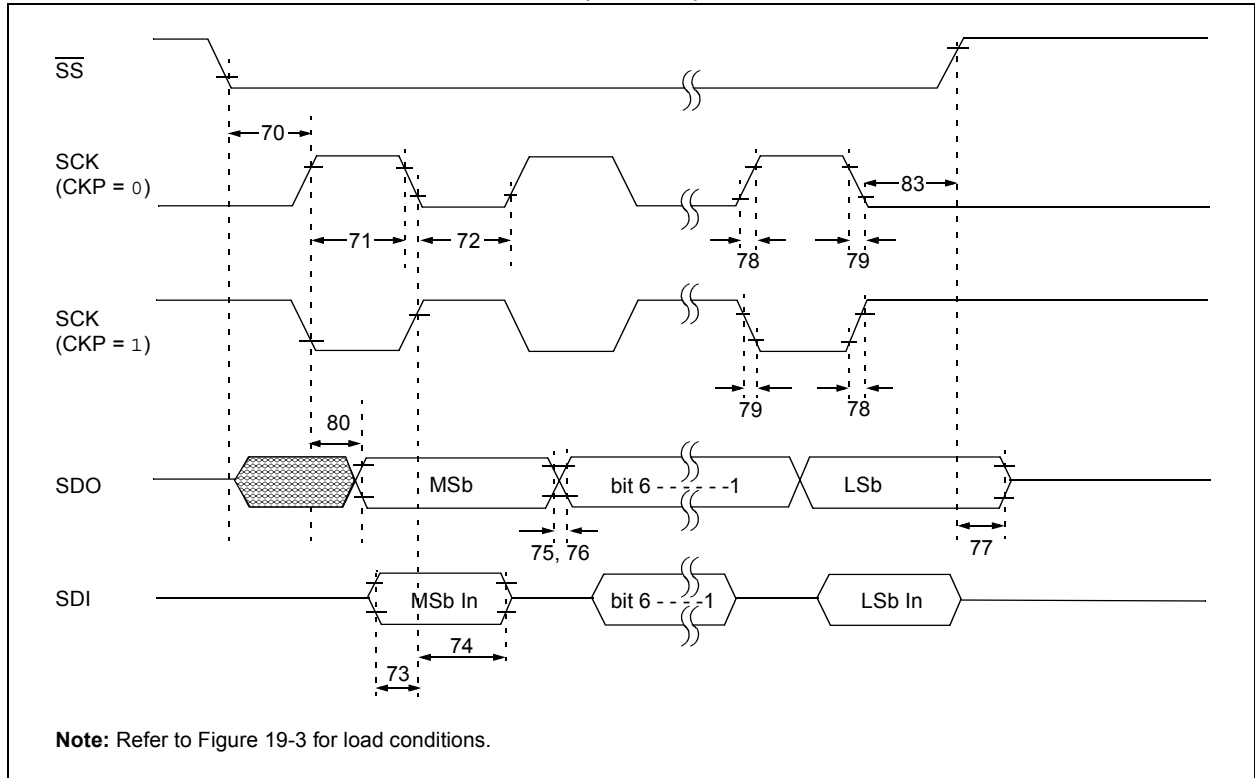 SS
70
SCK
(CKP = 0)
83
71
72
78
79
SCK
(CKP = 1)
79
78
80
SDO
MSb
bit 6 - - - - - -1
LSb
75, 76
77
SDI
MSb In
bit 6 - - - -1
LSb In
74
73
Note: Refer to Figure 19-3 for load conditions.